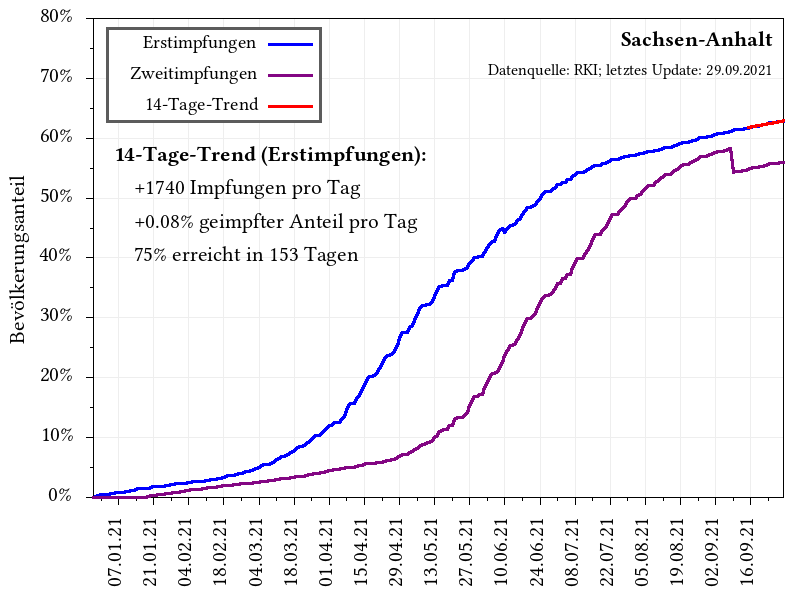 Sachsen-Anhalt
Datenquelle: RKI; letztes Update: 29.09.2021
Erstimpfungen
Zweitimpfungen
14-Tage-Trend
14-Tage-Trend (Erstimpfungen):
+1740 Impfungen pro Tag
+0.08% geimpfter Anteil pro Tag
75% erreicht in 153 Tagen
Bevölkerungsanteil
80%
70%
60%
50%
40%
30%
20%
10%
0%
07.01.21
21.01.21
04.02.21
18.02.21
04.03.21
18.03.21
01.04.21
15.04.21
29.04.21
13.05.21
27.05.21
10.06.21
24.06.21
08.07.21
22.07.21
05.08.21
19.08.21
02.09.21
16.09.21